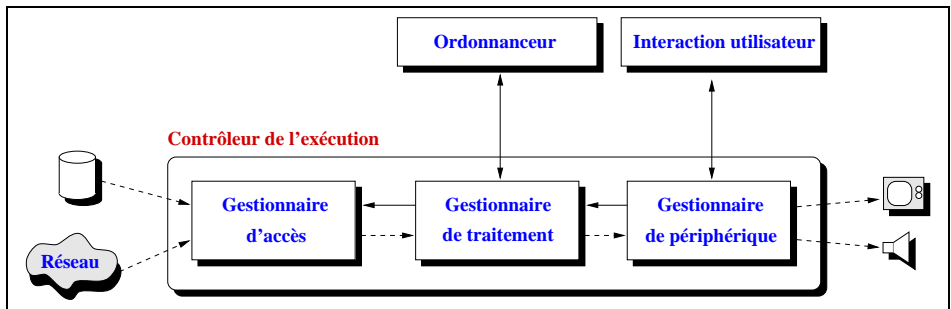 Ordonnanceur
Interaction utilisateur
Contrôleur de l'exécution
Gestionnaire
d'accès
Gestionnaire
de traitement
Gestionnaire
de périphérique
Réseau